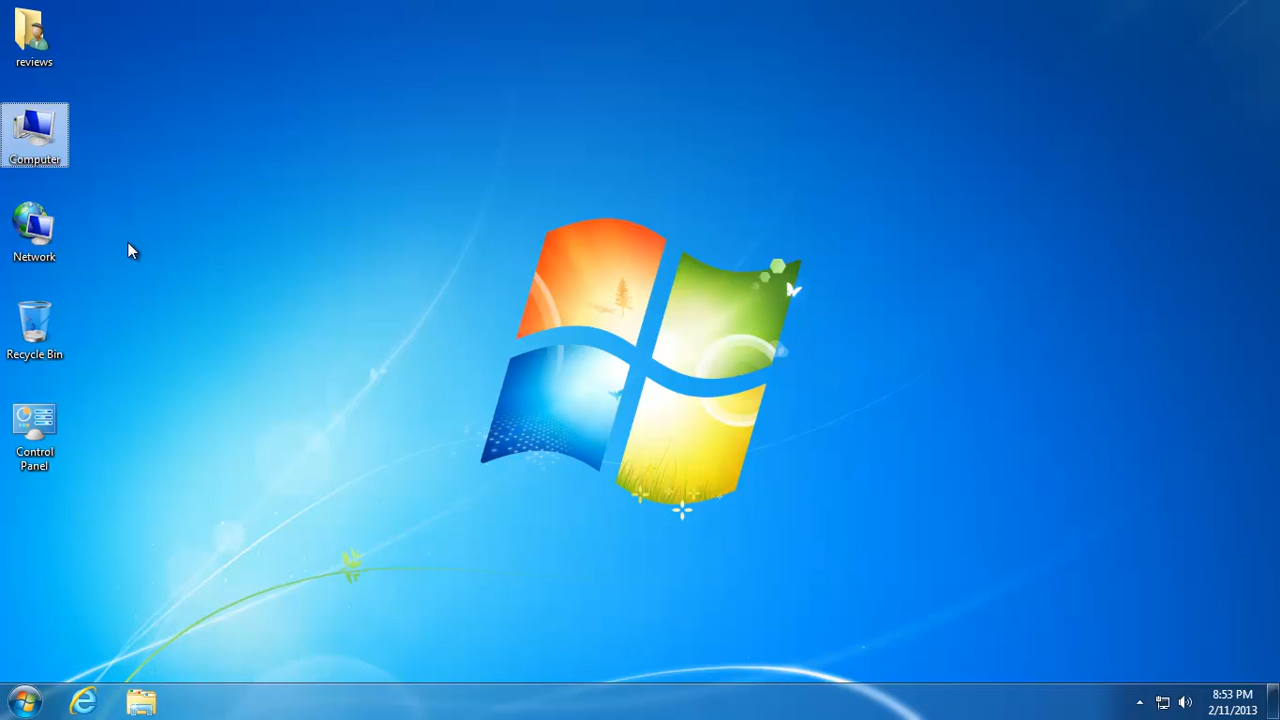 reviews
Computer
Network
Recycle Bin
Control
Panel
8:53 PM
2/11/2013